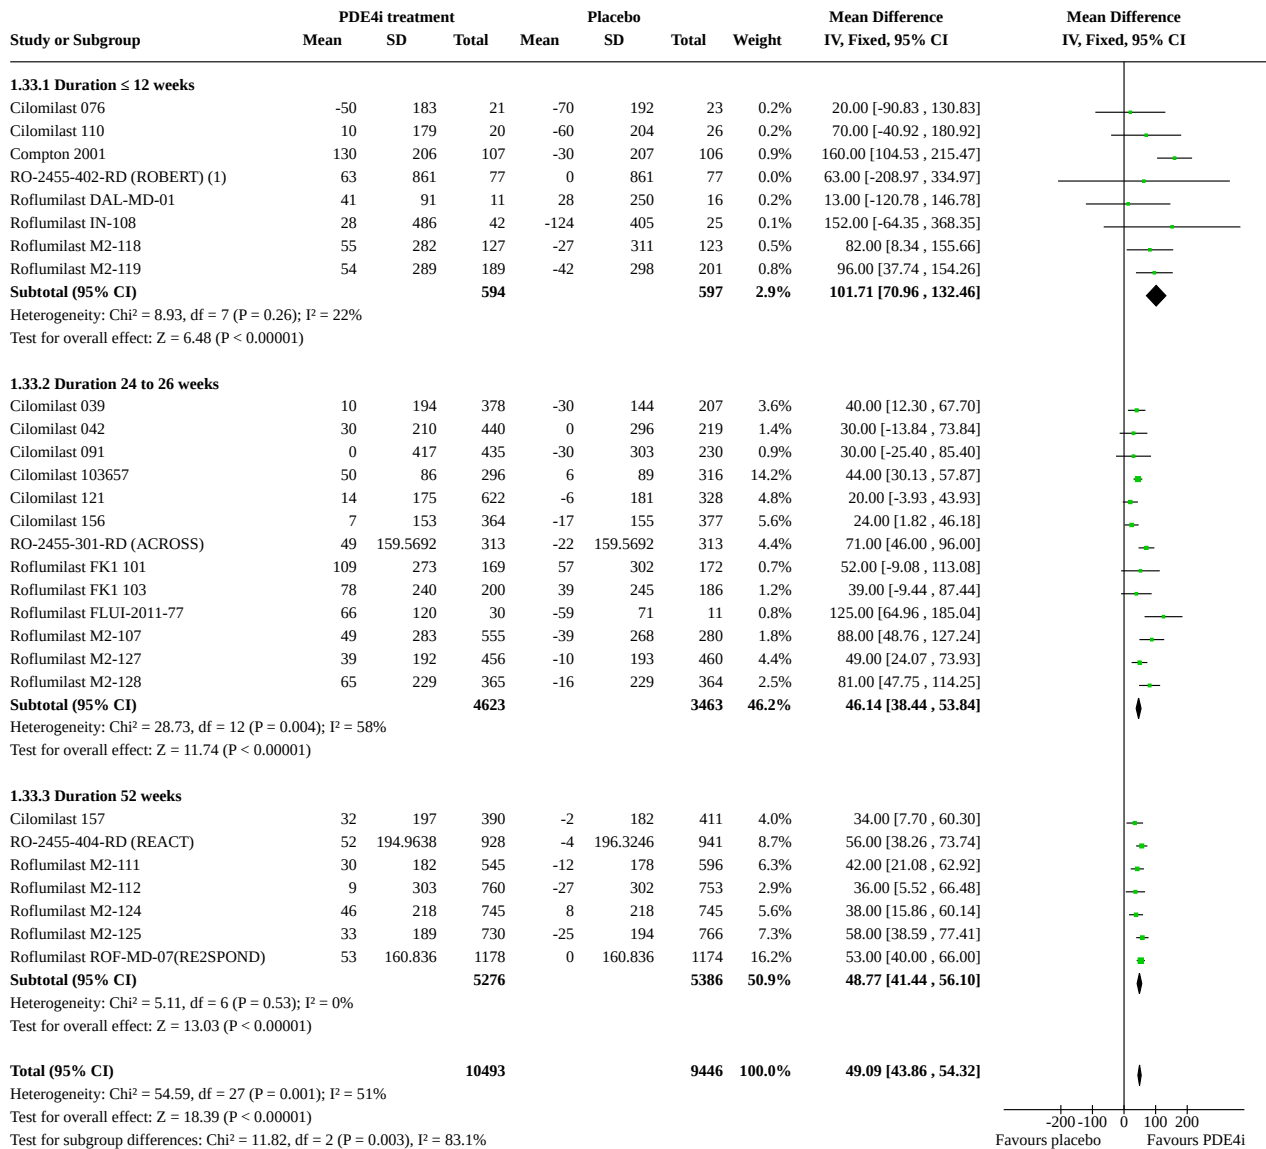 PDE4i treatment Placebo Mean Difference Mean Difference
Study or Subgroup Mean SD Total Mean SD Total Weight IV, Fixed, 95% CI IV, Fixed, 95% CI
1.33.1 Duration ≤ 12 weeks
Cilomilast 076 -50 183 21 -70 192 23 0.2% 20.00 [-90.83 , 130.83]
Cilomilast 110 10 179 20 -60 204 26 0.2% 70.00 [-40.92 , 180.92]
Compton 2001 130 206 107 -30 207 106 0.9% 160.00 [104.53 , 215.47]
RO-2455-402-RD (ROBERT) (1) 63 861 77 0 861 77 0.0% 63.00 [-208.97 , 334.97]
Roflumilast DAL-MD-01 41 91 11 28 250 16 0.2% 13.00 [-120.78 , 146.78]
Roflumilast IN-108 28 486 42 -124 405 25 0.1% 152.00 [-64.35 , 368.35]
Roflumilast M2-118 55 282 127 -27 311 123 0.5% 82.00 [8.34 , 155.66]
Roflumilast M2-119 54 289 189 -42 298 201 0.8% 96.00 [37.74 , 154.26]
Subtotal (95% CI) 594 597 2.9% 101.71 [70.96 , 132.46]
Heterogeneity: Chi² = 8.93, df = 7 (P = 0.26); I² = 22%
Test for overall effect: Z = 6.48 (P < 0.00001)
1.33.2 Duration 24 to 26 weeks
Cilomilast 039 10 194 378 -30 144 207 3.6% 40.00 [12.30 , 67.70]
Cilomilast 042 30 210 440 0 296 219 1.4% 30.00 [-13.84 , 73.84]
Cilomilast 091 0 417 435 -30 303 230 0.9% 30.00 [-25.40 , 85.40]
Cilomilast 103657 50 86 296 6 89 316 14.2% 44.00 [30.13 , 57.87]
Cilomilast 121 14 175 622 -6 181 328 4.8% 20.00 [-3.93 , 43.93]
Cilomilast 156 7 153 364 -17 155 377 5.6% 24.00 [1.82 , 46.18]
RO-2455-301-RD (ACROSS) 49 159.5692 313 -22 159.5692 313 4.4% 71.00 [46.00 , 96.00]
Roflumilast FK1 101 109 273 169 57 302 172 0.7% 52.00 [-9.08 , 113.08]
Roflumilast FK1 103 78 240 200 39 245 186 1.2% 39.00 [-9.44 , 87.44]
Roflumilast FLUI-2011-77 66 120 30 -59 71 11 0.8% 125.00 [64.96 , 185.04]
Roflumilast M2-107 49 283 555 -39 268 280 1.8% 88.00 [48.76 , 127.24]
Roflumilast M2-127 39 192 456 -10 193 460 4.4% 49.00 [24.07 , 73.93]
Roflumilast M2-128 65 229 365 -16 229 364 2.5% 81.00 [47.75 , 114.25]
Subtotal (95% CI) 4623 3463 46.2% 46.14 [38.44 , 53.84]
Heterogeneity: Chi² = 28.73, df = 12 (P = 0.004); I² = 58%
Test for overall effect: Z = 11.74 (P < 0.00001)
1.33.3 Duration 52 weeks
Cilomilast 157 32 197 390 -2 182 411 4.0% 34.00 [7.70 , 60.30]
RO-2455-404-RD (REACT) 52 194.9638 928 -4 196.3246 941 8.7% 56.00 [38.26 , 73.74]
Roflumilast M2-111 30 182 545 -12 178 596 6.3% 42.00 [21.08 , 62.92]
Roflumilast M2-112 9 303 760 -27 302 753 2.9% 36.00 [5.52 , 66.48]
Roflumilast M2-124 46 218 745 8 218 745 5.6% 38.00 [15.86 , 60.14]
Roflumilast M2-125 33 189 730 -25 194 766 7.3% 58.00 [38.59 , 77.41]
Roflumilast ROF-MD-07(RE2SPOND) 53 160.836 1178 0 160.836 1174 16.2% 53.00 [40.00 , 66.00]
Subtotal (95% CI) 5276 5386 50.9% 48.77 [41.44 , 56.10]
Heterogeneity: Chi² = 5.11, df = 6 (P = 0.53); I² = 0%
Test for overall effect: Z = 13.03 (P < 0.00001)
Total (95% CI) 10493 9446 100.0% 49.09 [43.86 , 54.32]
Heterogeneity: Chi² = 54.59, df = 27 (P = 0.001); I² = 51%
Test for overall effect: Z = 18.39 (P < 0.00001)
Test for subgroup differences: Chi² = 11.82, df = 2 (P = 0.003), I² = 83.1%
-200 -100 0 100 200
Favours placebo Favours PDE4i